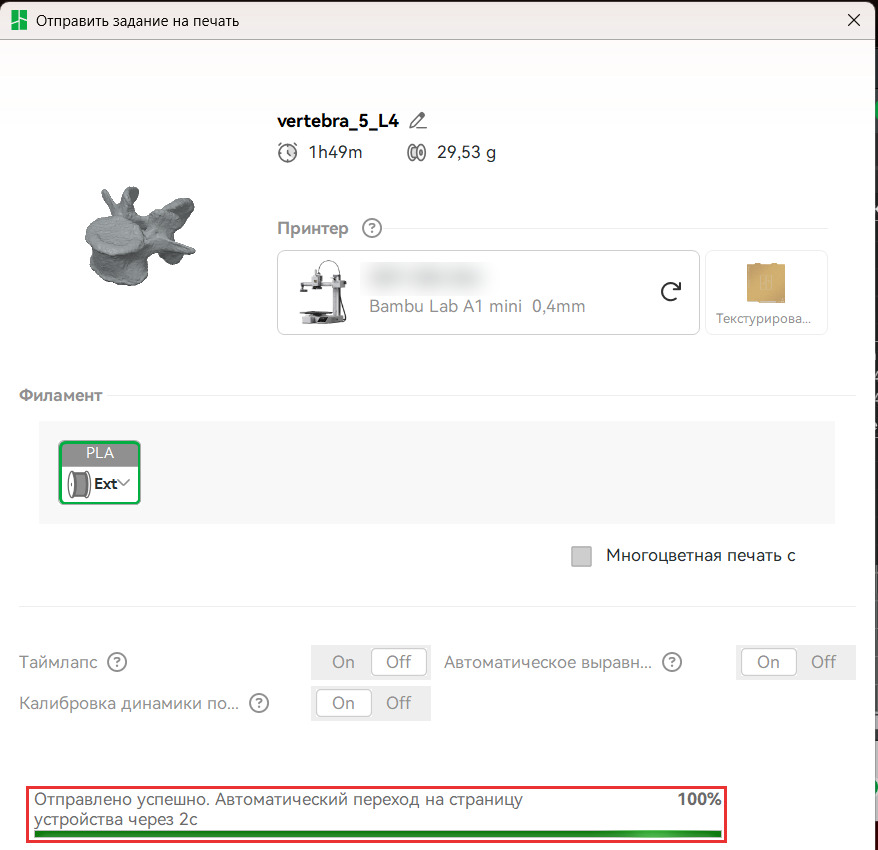 Отправить задание на печать
vertebra_5_L4
1h49m 29,53 g
Принтер ?
Bambu Lab A1 mini 0,4mm
Текстурирова...
Филамент
PLA
Ext
Многоцветная печать с
Таймлапс ? On Off Автоматическое выравн... ? On Off
Калибровка динамики по... ? On Off
Отправлено успешно. Автоматический переход на страницу 100%
устройства через 2с